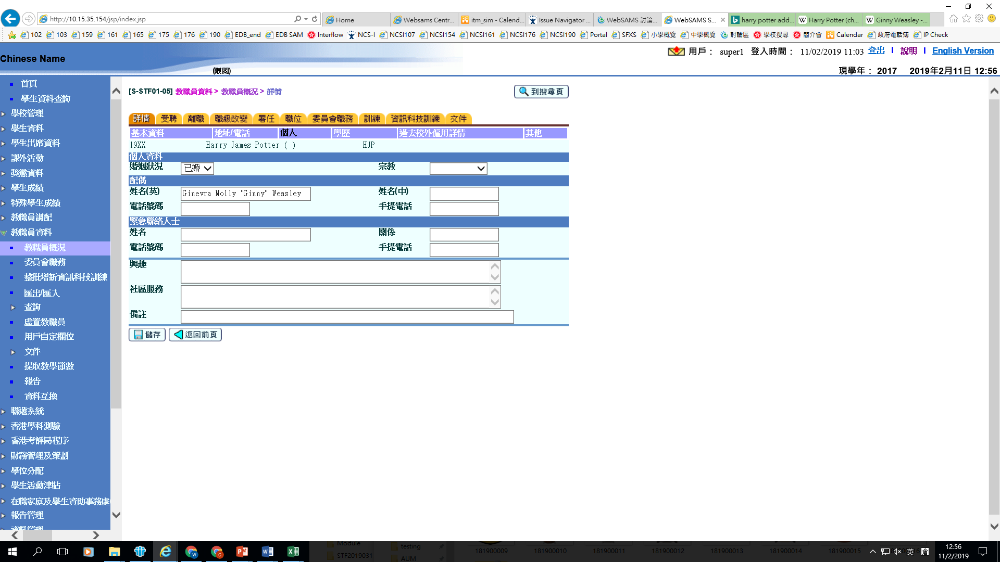 http://10.15.35.154/jsp/index.jsp
Home
Websams Centr...
itm_sim - Calend...
Issue Navigator ...
WebSAMS 討論...
WebSAMS S...
harry potter add...
Harry Potter (ch...
Ginny Weasley -...
102 103 159 161 165 175 176 190 EDB_end EDB SAM Interflow NCS-I NCSI107 NCSI154 NCSI161 NCSI176 NCSI190 Portal SFXS 小學概覽 中學概覽 討論區 學校搜尋 簡介會 Calendar 政府電話簿 IP Check
Chinese Name
(限閱)
用戶： super1 登入時間： 11/02/2019 11:03 登出 | 說明 | English Version
現學年： 2017 2019年2月11日 12:56
首頁
學生資料查詢
學校管理
學生資料
學生出席資料
課外活動
獎懲資料
學生成績
特殊學生成績
教職員調配
教職員資料
教職員概況
委員會職務
整批增新資訊科技訓練
匯出/匯入
查詢
虛置教職員
用戶自定欄位
文件
提取教學節數
報告
資料互換
聯遞系統
香港學科測驗
香港考評局程序
財務管理及策劃
學位分配
學生活動津貼
在職家庭及學生資助事務處
報告管理
資料管理
[S-STF01-05] 教職員資料 > 教職員概況 > 詳情
到搜尋頁
詳情 受聘 離職 職級改變 署任 職位 委員會職務 訓練 資訊科技訓練 文件
基本資料 地址/電話 個人 學歷 過去校外僱用詳情 其他
19XX Harry James Potter ( ) HJP
個人資料
婚姻狀況 已婚 宗教
配偶
姓名(英) Ginevra Molly "Ginny" Weasley 姓名(中)
電話號碼 手提電話
緊急聯絡人士
姓名 關係
電話號碼 手提電話
興趣
社區服務
備註
儲存 返回前頁
Module
STF2019031
testing
AUM
181900009 181900010 181900011 181900012 181900013 181900014 181900015
英
12:56
11/2/2019